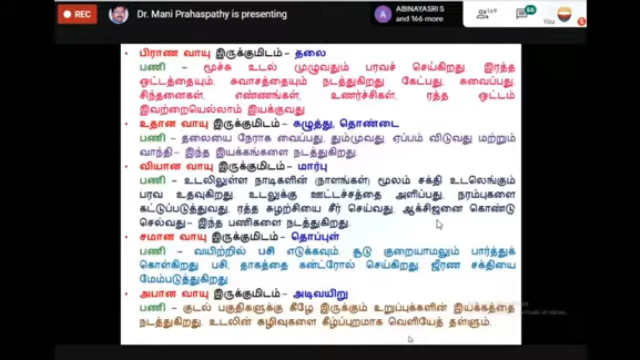 REC
Dr. Mani Prahaspathy is presenting
ABINAYASRI S
and 166 more
A
169
66
You
• பிராண வாயு இருக்குமிடம் – தலை
பணி – மூச்சு உடல் முழுவதும் பரவச் செய்கிறது. இரத்த
ஓட்டத்தையும், சுவாசத்தையும் நடத்துகிறது கேட்பது, சுவைப்பது,
சிந்தனைகள், எண்ணங்கள், உணர்ச்சிகள், ரத்த ஓட்டம்
இவற்றையெல்லாம் இயக்குவது
• உதான வாயு இருக்குமிடம் – கழுத்து, தொண்டை
பணி – தலையை நேராக வைப்பது, தும்முவது, ஏப்பம் விடுவது மற்றும்
வாந்தி – இந்த இயக்கங்களை நடத்துகிறது.
• வியான வாயு இருக்குமிடம் – மார்பு
பணி – உடலிலுள்ள நாடிகளின் (நாளங்கள்) மூலம் சக்தி உடலெங்கும்
பரவ உதவுகிறது. உடலுக்கு ஊட்டச்சத்தை அளிப்பது, நரம்புகளை
கட்டுப்படுத்துவது, ரத்த சுழற்சியை சீர் செய்வது, ஆக்சிஜனை கொண்டு
செல்வது – இந்த பணிகளை நடத்துகிறது.
• சமான வாயு இருக்குமிடம் – தொப்புள்
பணி – வயிற்றில் பசி எடுக்கவும், சூடு குறையாமலும் பார்த்துக்
கொள்கிறது பசி, தாகத்தை கன்ட்ரோல் செய்கிறது. ஜீரண சக்தியை
மேம்படுத்துகிறது
• அபான வாயு இருக்குமிடம் – அடிவயிறு
பணி – குடல் பகுதிகளுக்கு கீழே இருக்கும் உறுப்புக்களின் இயக்கத்தை
நடத்துகிறது. உடலின் கழிவுகளை கீழ்ப்புறமாக வெளியேத் தள்ளும்.